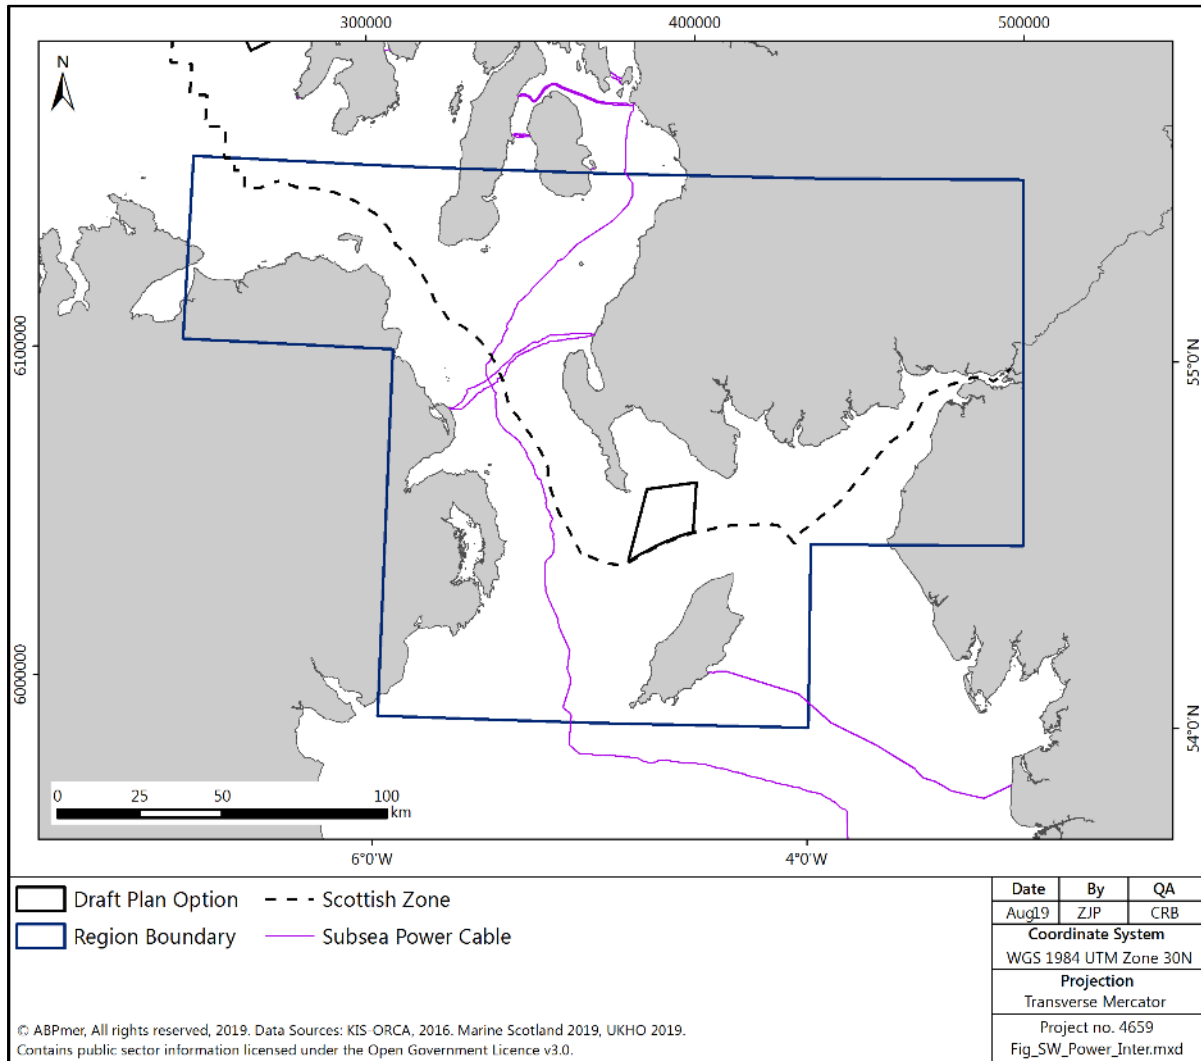 300000 400000 500000
N
6100000
55°0'N
6000000
54°0'N
0 25 50 100
km
6°0'W 4°0'W
Draft Plan Option
Scottish Zone
Region Boundary
Subsea Power Cable
Date By QA
Aug19 ZJP CRB
Coordinate System
WGS 1984 UTM Zone 30N
Projection
Transverse Mercator
Project no. 4659
Fig_SW_Power_Inter.mxd
© ABPmer, All rights reserved, 2019. Data Sources: KIS-ORCA, 2016. Marine Scotland 2019, UKHO 2019.
Contains public sector information licensed under the Open Government Licence v3.0.